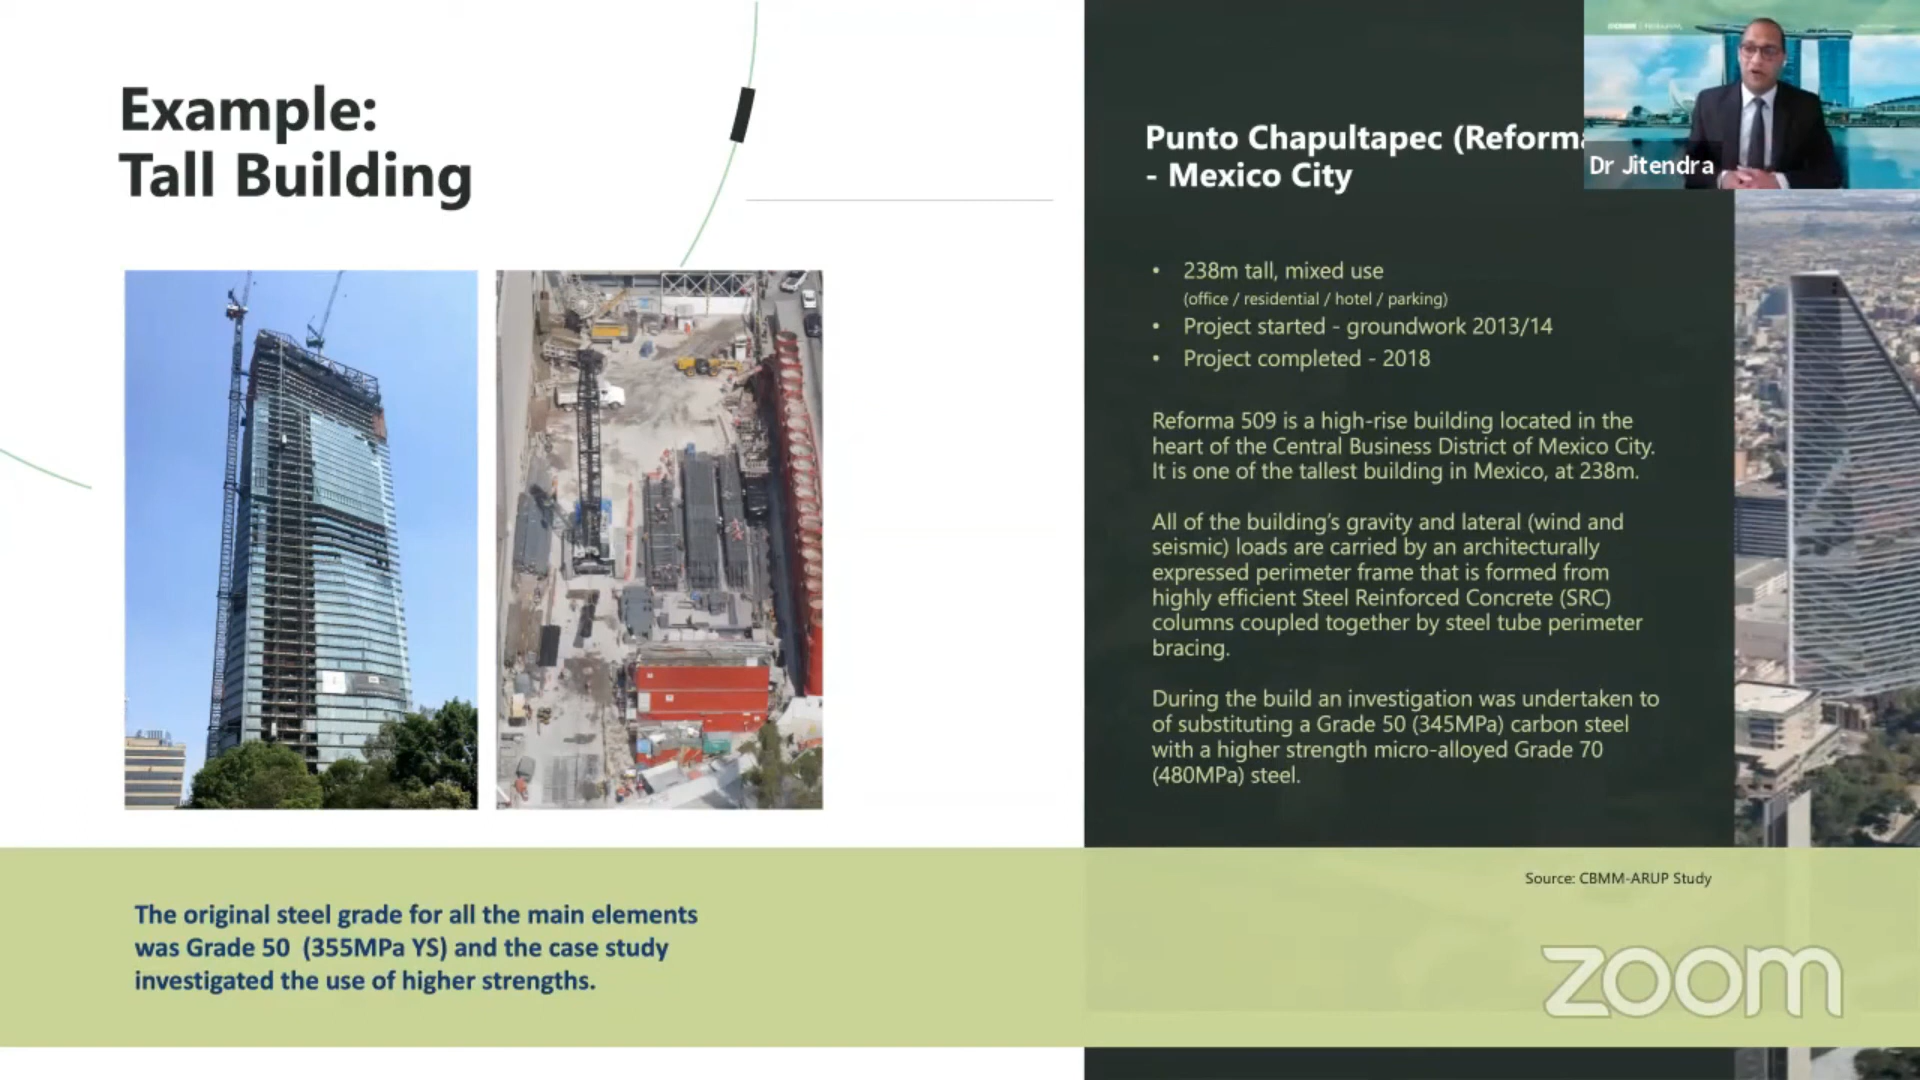 Example:
Tall Building
Punto Chapultapec (Reforma
- Mexico City
Dr Jitendra
• 238m tall, mixed use
(office / residential / hotel / parking)
• Project started - groundwork 2013/14
• Project completed - 2018
Reforma 509 is a high-rise building located in the
heart of the Central Business District of Mexico City.
It is one of the tallest building in Mexico, at 238m.
All of the building's gravity and lateral (wind and
seismic) loads are carried by an architecturally
expressed perimeter frame that is formed from
highly efficient Steel Reinforced Concrete (SRC)
columns coupled together by steel tube perimeter
bracing.
During the build an investigation was undertaken to
of substituting a Grade 50 (345MPa) carbon steel
with a higher strength micro-alloyed Grade 70
(480MPa) steel.
Source: CBMM-ARUP Study
The original steel grade for all the main elements
was Grade 50  (355MPa YS) and the case study
investigated the use of higher strengths.
zoom